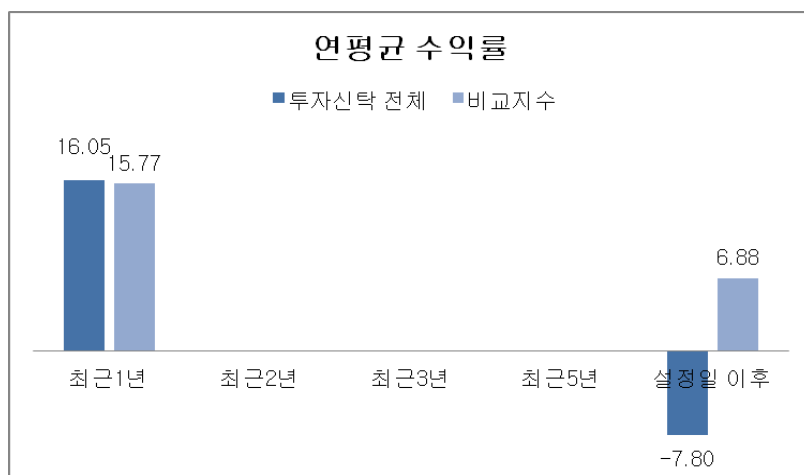 연평균 수익률
투자신탁 전체 비교지수
16.05
15.77
6.88
최근1년 최근2년 최근3년 최근5년 설정일 이후
-7.80